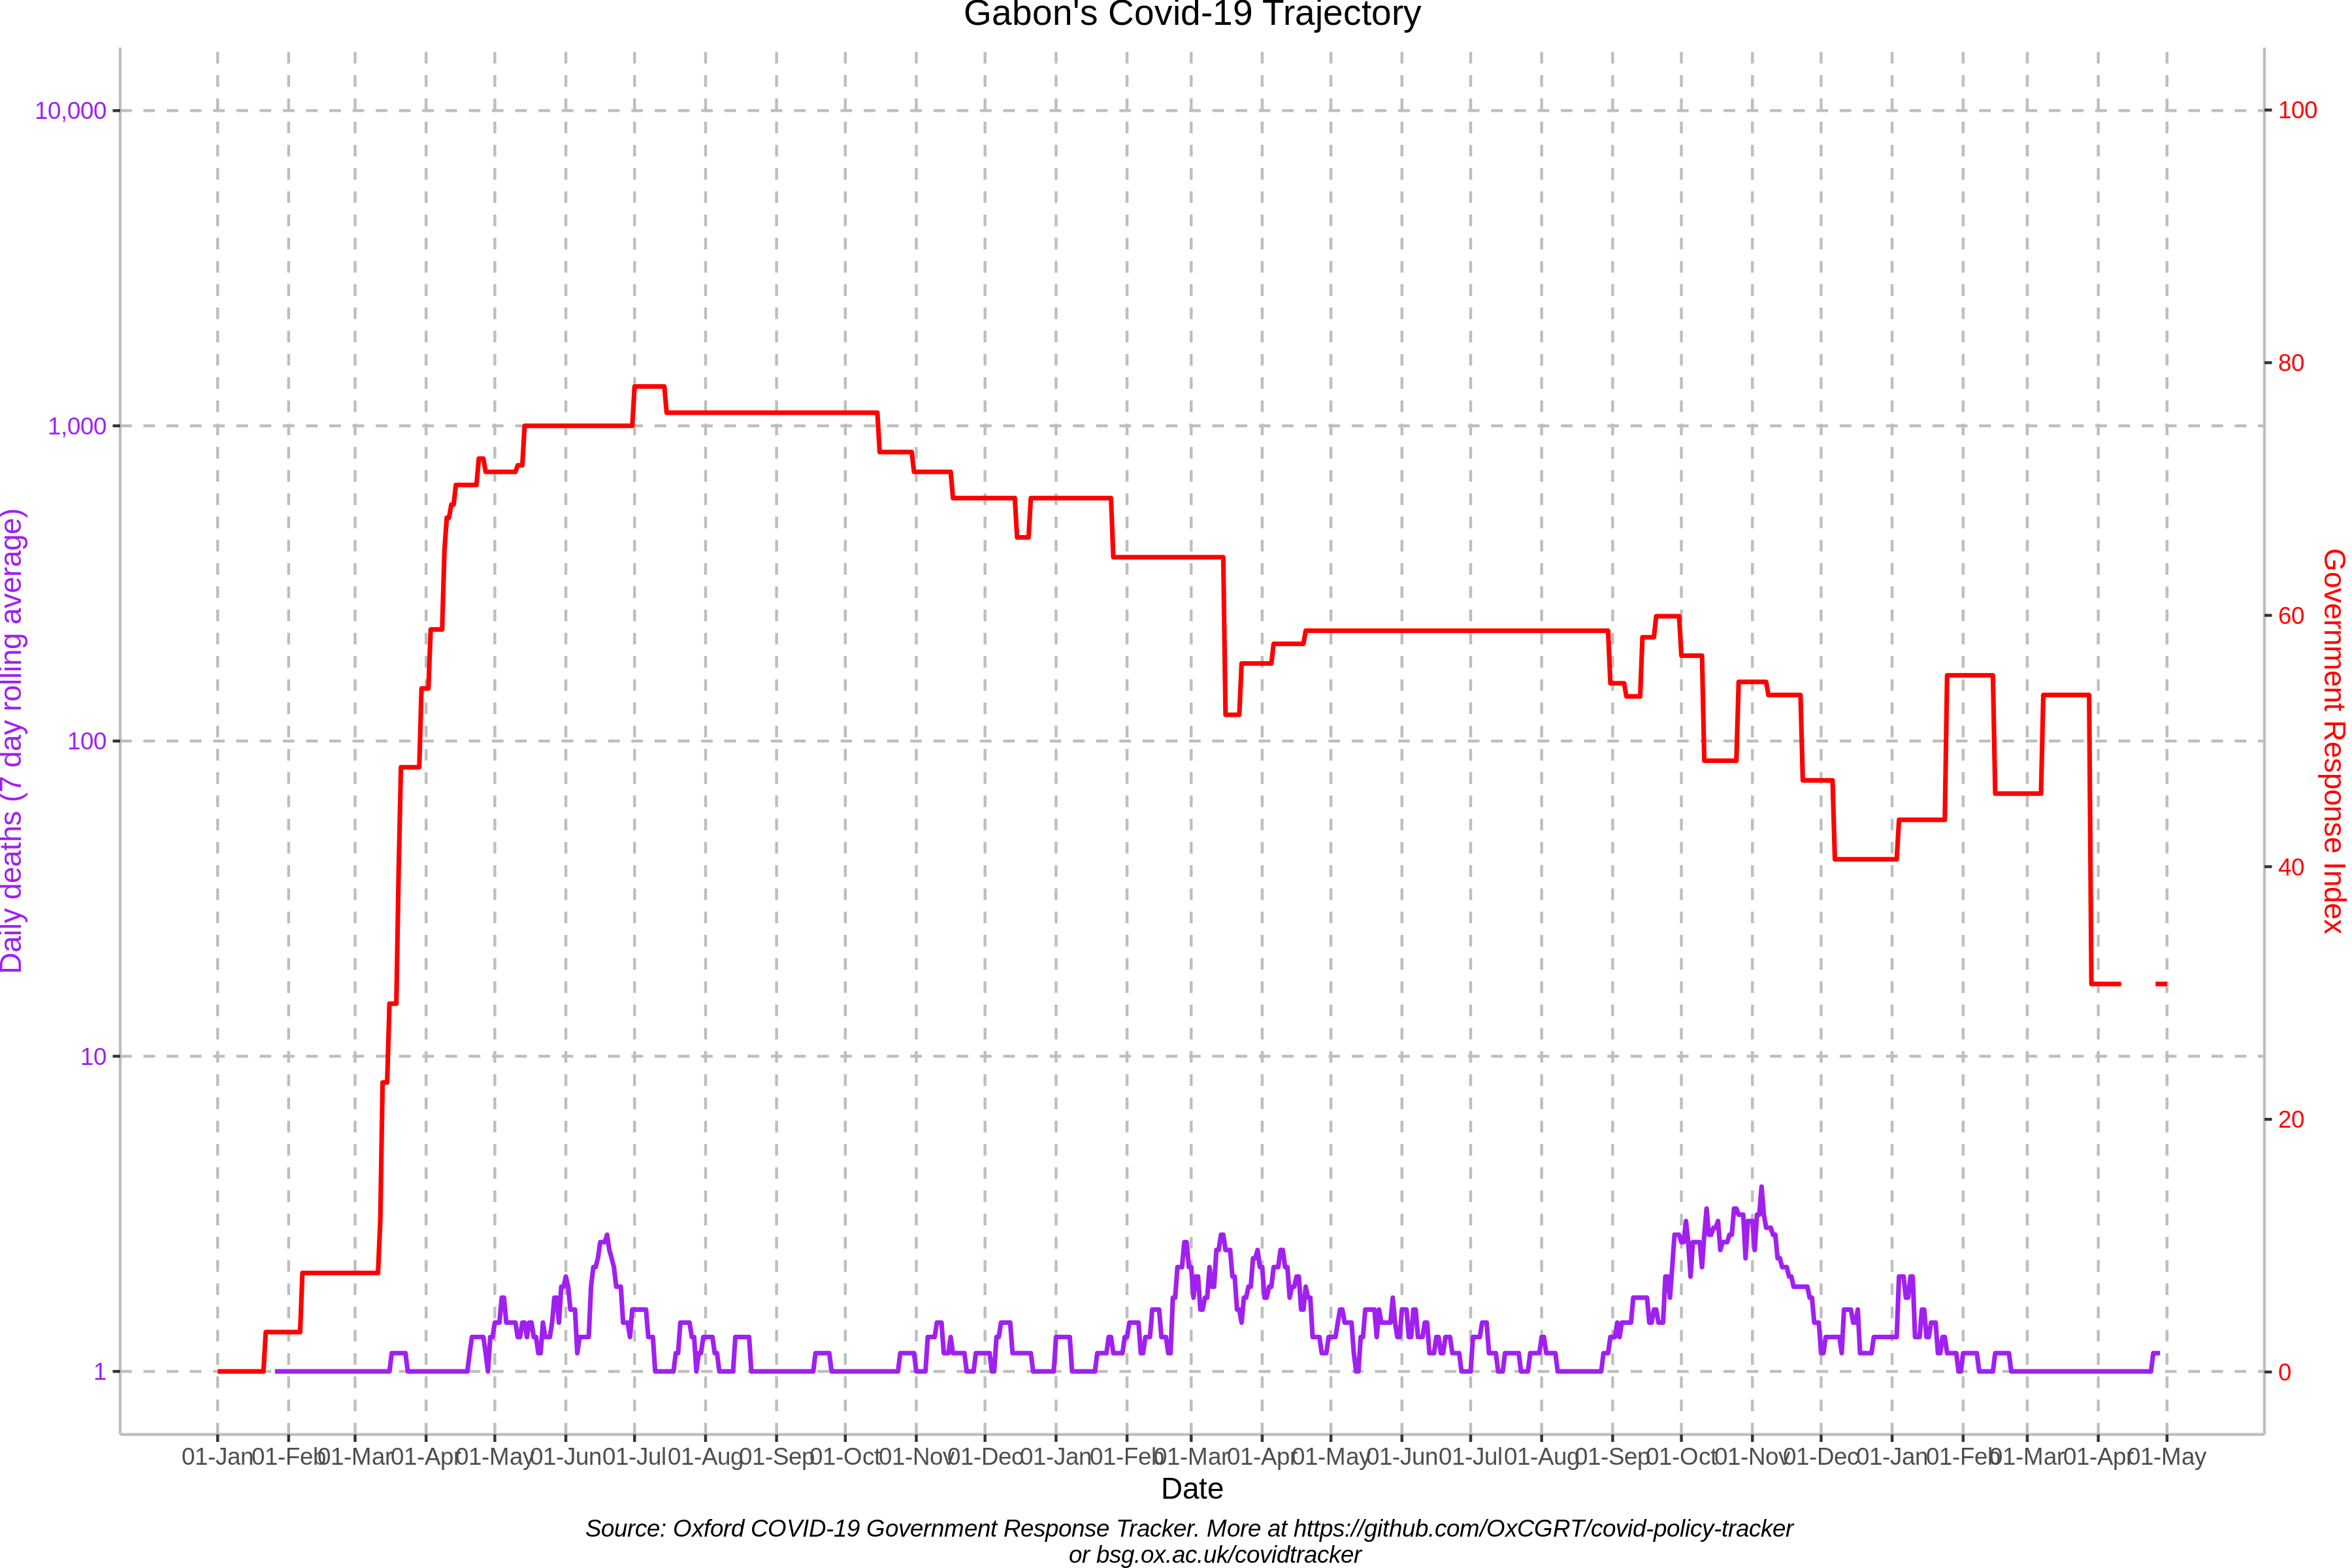 Gabon's Covid-19 Trajectory
10,000
1,000
100
10
1
Daily deaths (7 day rolling average)
100
80
60
40
20
0
Government Response Index
01-Jan 01-Feb 01-Mar 01-Apr 01-May 01-Jun 01-Jul 01-Aug 01-Sep 01-Oct 01-Nov 01-Dec 01-Jan 01-Feb 01-Mar 01-Apr 01-May 01-Jun 01-Jul 01-Aug 01-Sep 01-Oct 01-Nov 01-Dec 01-Jan 01-Feb 01-Mar 01-Apr 01-May
Date
Source: Oxford COVID-19 Government Response Tracker. More at https://github.com/OxCGRT/covid-policy-tracker
or bsg.ox.ac.uk/covidtracker